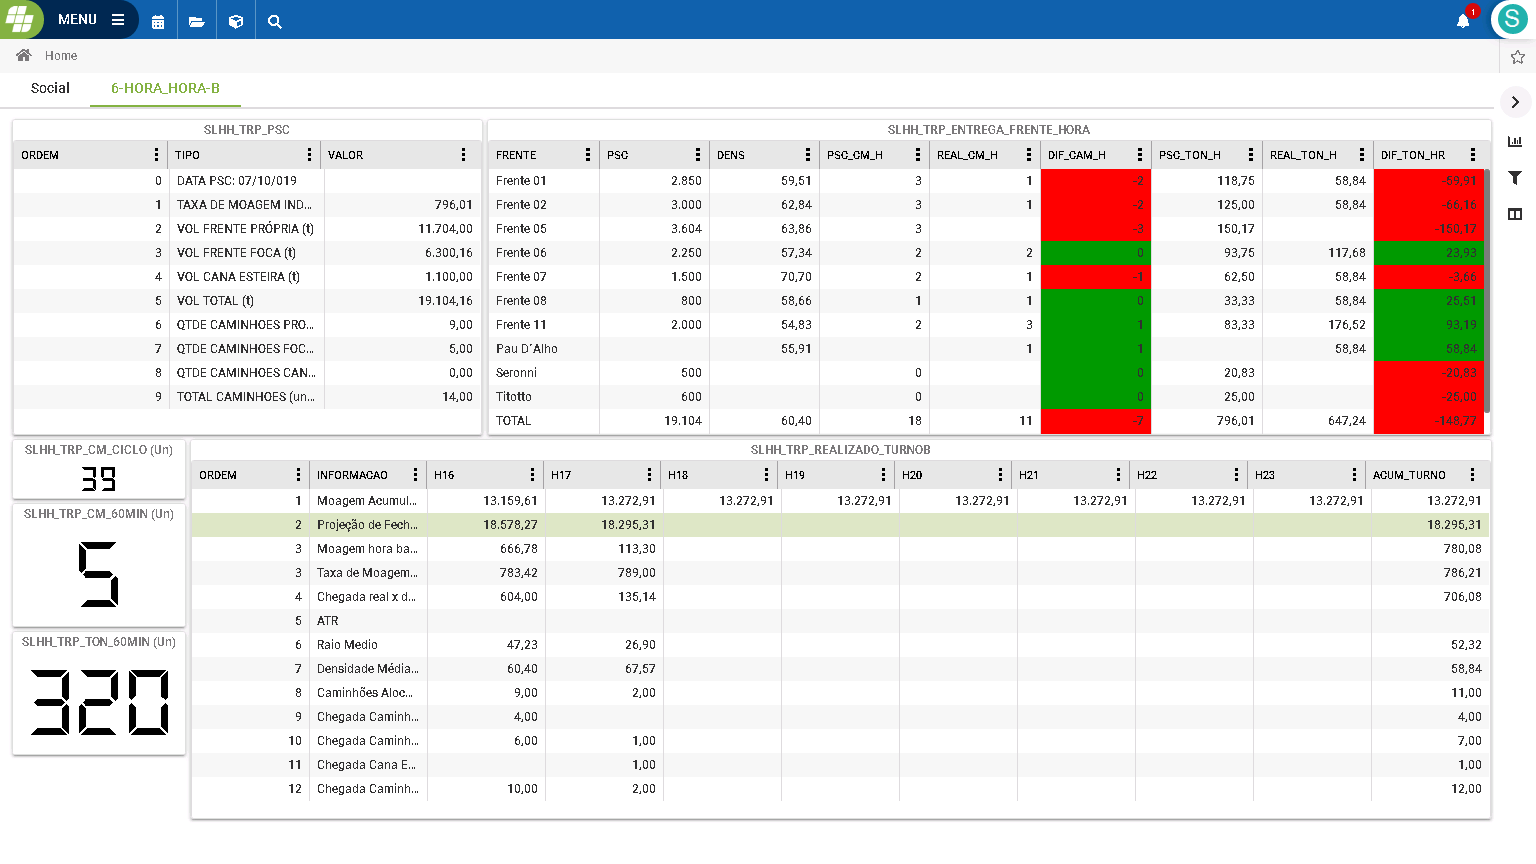 MENU
1
S
Home
Social
6-HORA_HORA-B
SLHH_TRP_PSC
ORDEM TIPO VALOR
0 DATA PSC: 07/10/019
1 TAXA DE MOAGEM IND... 796,01
2 VOL FRENTE PRÓPRIA (t) 11.704,00
3 VOL FRENTE FOCA (t) 6.300,16
4 VOL CANA ESTEIRA (t) 1.100,00
5 VOL TOTAL (t) 19.104,16
6 QTDE CAMINHOES PRO... 9,00
7 QTDE CAMINHOES FOC... 5,00
8 QTDE CAMINHOES CAN... 0,00
9 TOTAL CAMINHOES (un... 14,00
SLHH_TRP_ENTREGA_FRENTE_HORA
FRENTE PSC DENS PSC_CM_H REAL_CM_H DIF_CAM_H PSC_TON_H REAL_TON_H DIF_TON_HR
Frente 01 2.850 59,51 3 1 -2 118,75 58,84 -59,91
Frente 02 3.000 62,84 3 1 -2 125,00 58,84 -66,16
Frente 05 3.604 63,86 3 -3 150,17 -150,17
Frente 06 2.250 57,34 2 2 0 93,75 117,68 23,93
Frente 07 1.500 70,70 2 1 -1 62,50 58,84 -3,66
Frente 08 800 58,66 1 1 0 33,33 58,84 25,51
Frente 11 2.000 54,83 2 3 1 83,33 176,52 93,19
Pau D´Alho 55,91 1 1 58,84 58,84
Seronni 500 0 0 20,83 -20,83
Titotto 600 0 0 25,00 -25,00
TOTAL 19.104 60,40 18 11 -7 796,01 647,24 -148,77
SLHH_TRP_CM_CICLO (Un)
39
SLHH_TRP_CM_60MIN (Un)
5
SLHH_TRP_TON_60MIN (Un)
320
SLHH_TRP_REALIZADO_TURNOB
ORDEM INFORMACAO H16 H17 H18 H19 H20 H21 H22 H23 ACUM_TURNO
1 Moagem Acumul... 13.159,61 13.272,91 13.272,91 13.272,91 13.272,91 13.272,91 13.272,91 13.272,91 13.272,91
2 Projeção de Fech... 18.578,27 18.295,31 18.295,31
3 Moagem hora ba... 666,78 113,30 780,08
3 Taxa de Moagem... 783,42 789,00 786,21
4 Chegada real x d... 604,00 135,14 706,08
5 ATR
6 Raio Medio 47,23 26,90 52,32
7 Densidade Média... 60,40 67,57 58,84
8 Caminhões Aloc... 9,00 2,00 11,00
9 Chegada Caminh... 4,00 4,00
10 Chegada Caminh... 6,00 1,00 7,00
11 Chegada Cana E... 1,00 1,00
12 Chegada Caminh... 10,00 2,00 12,00